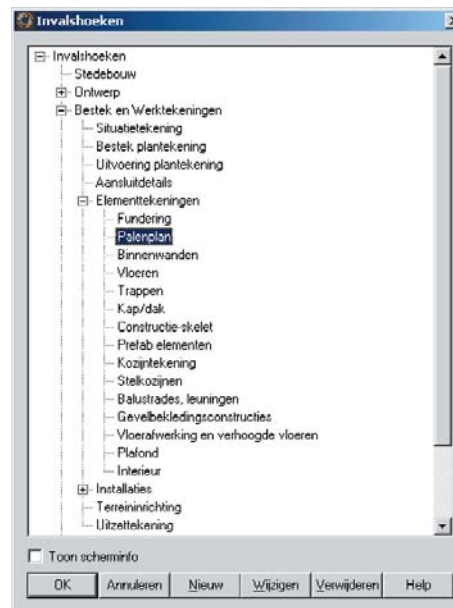 Invalshoeken
Invalshoeken
Stedebouw
Ontwerp
Bestek en Werktekeningen
Situatietekening
Bestek plantekening
Uitvoering plantekening
Aansluitdetails
Elementtekeningen
Fundering
Palenplan
Binnenwanden
Vloeren
Trappen
Kap/dak
Constructie-skelet
Prefab elementen
Kozijntekening
Stelkozijnen
Balustrades, leuningen
Gevelbekledingsconstructies
Vloerafwerking en verhoogde vloeren
Plafond
Interieur
Installaties
Terreininrichting
Uitzettekening
Toon scherminfo
OK Annuleren Nieuw Wijzigen Verwijderen Help